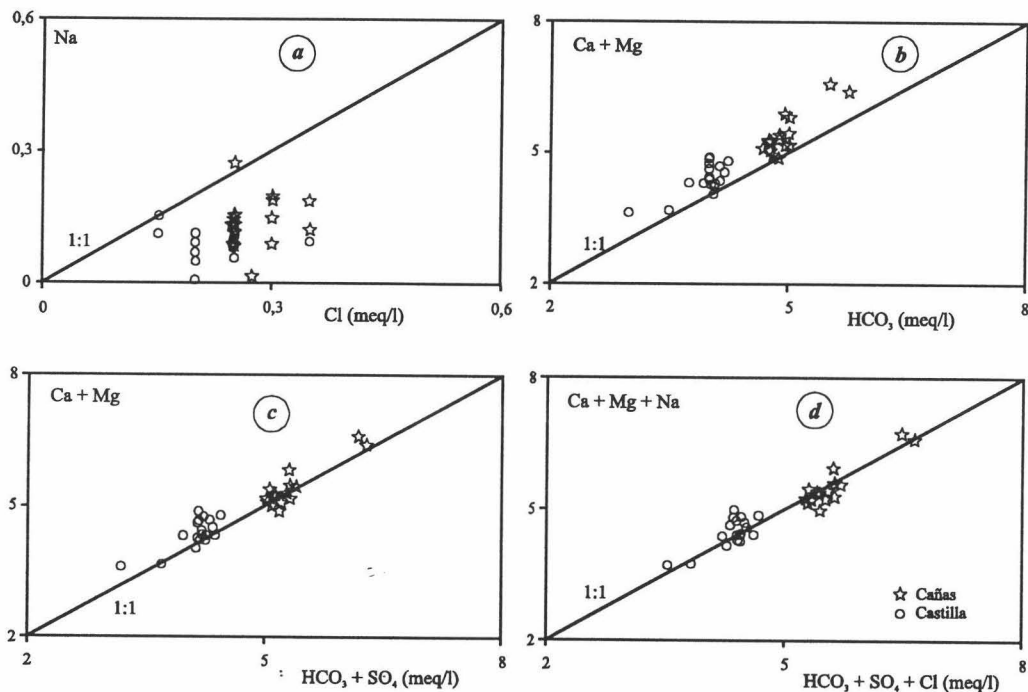 0,6
Na
a
0,3
1:1
0
0
0,3
0,6
Cl (meq/l)
8
Ca + Mg
b
5
1:1
2
2
5
8
HCO₃ (meq/l)
8
Ca + Mg
c
5
1:1
2
2
5
8
HCO₃ + SO₄ (meq/l)
8
Ca + Mg + Na
d
5
1:1
Cañas
Castilla
2
2
5
8
HCO₃ + SO₄ + Cl (meq/l)